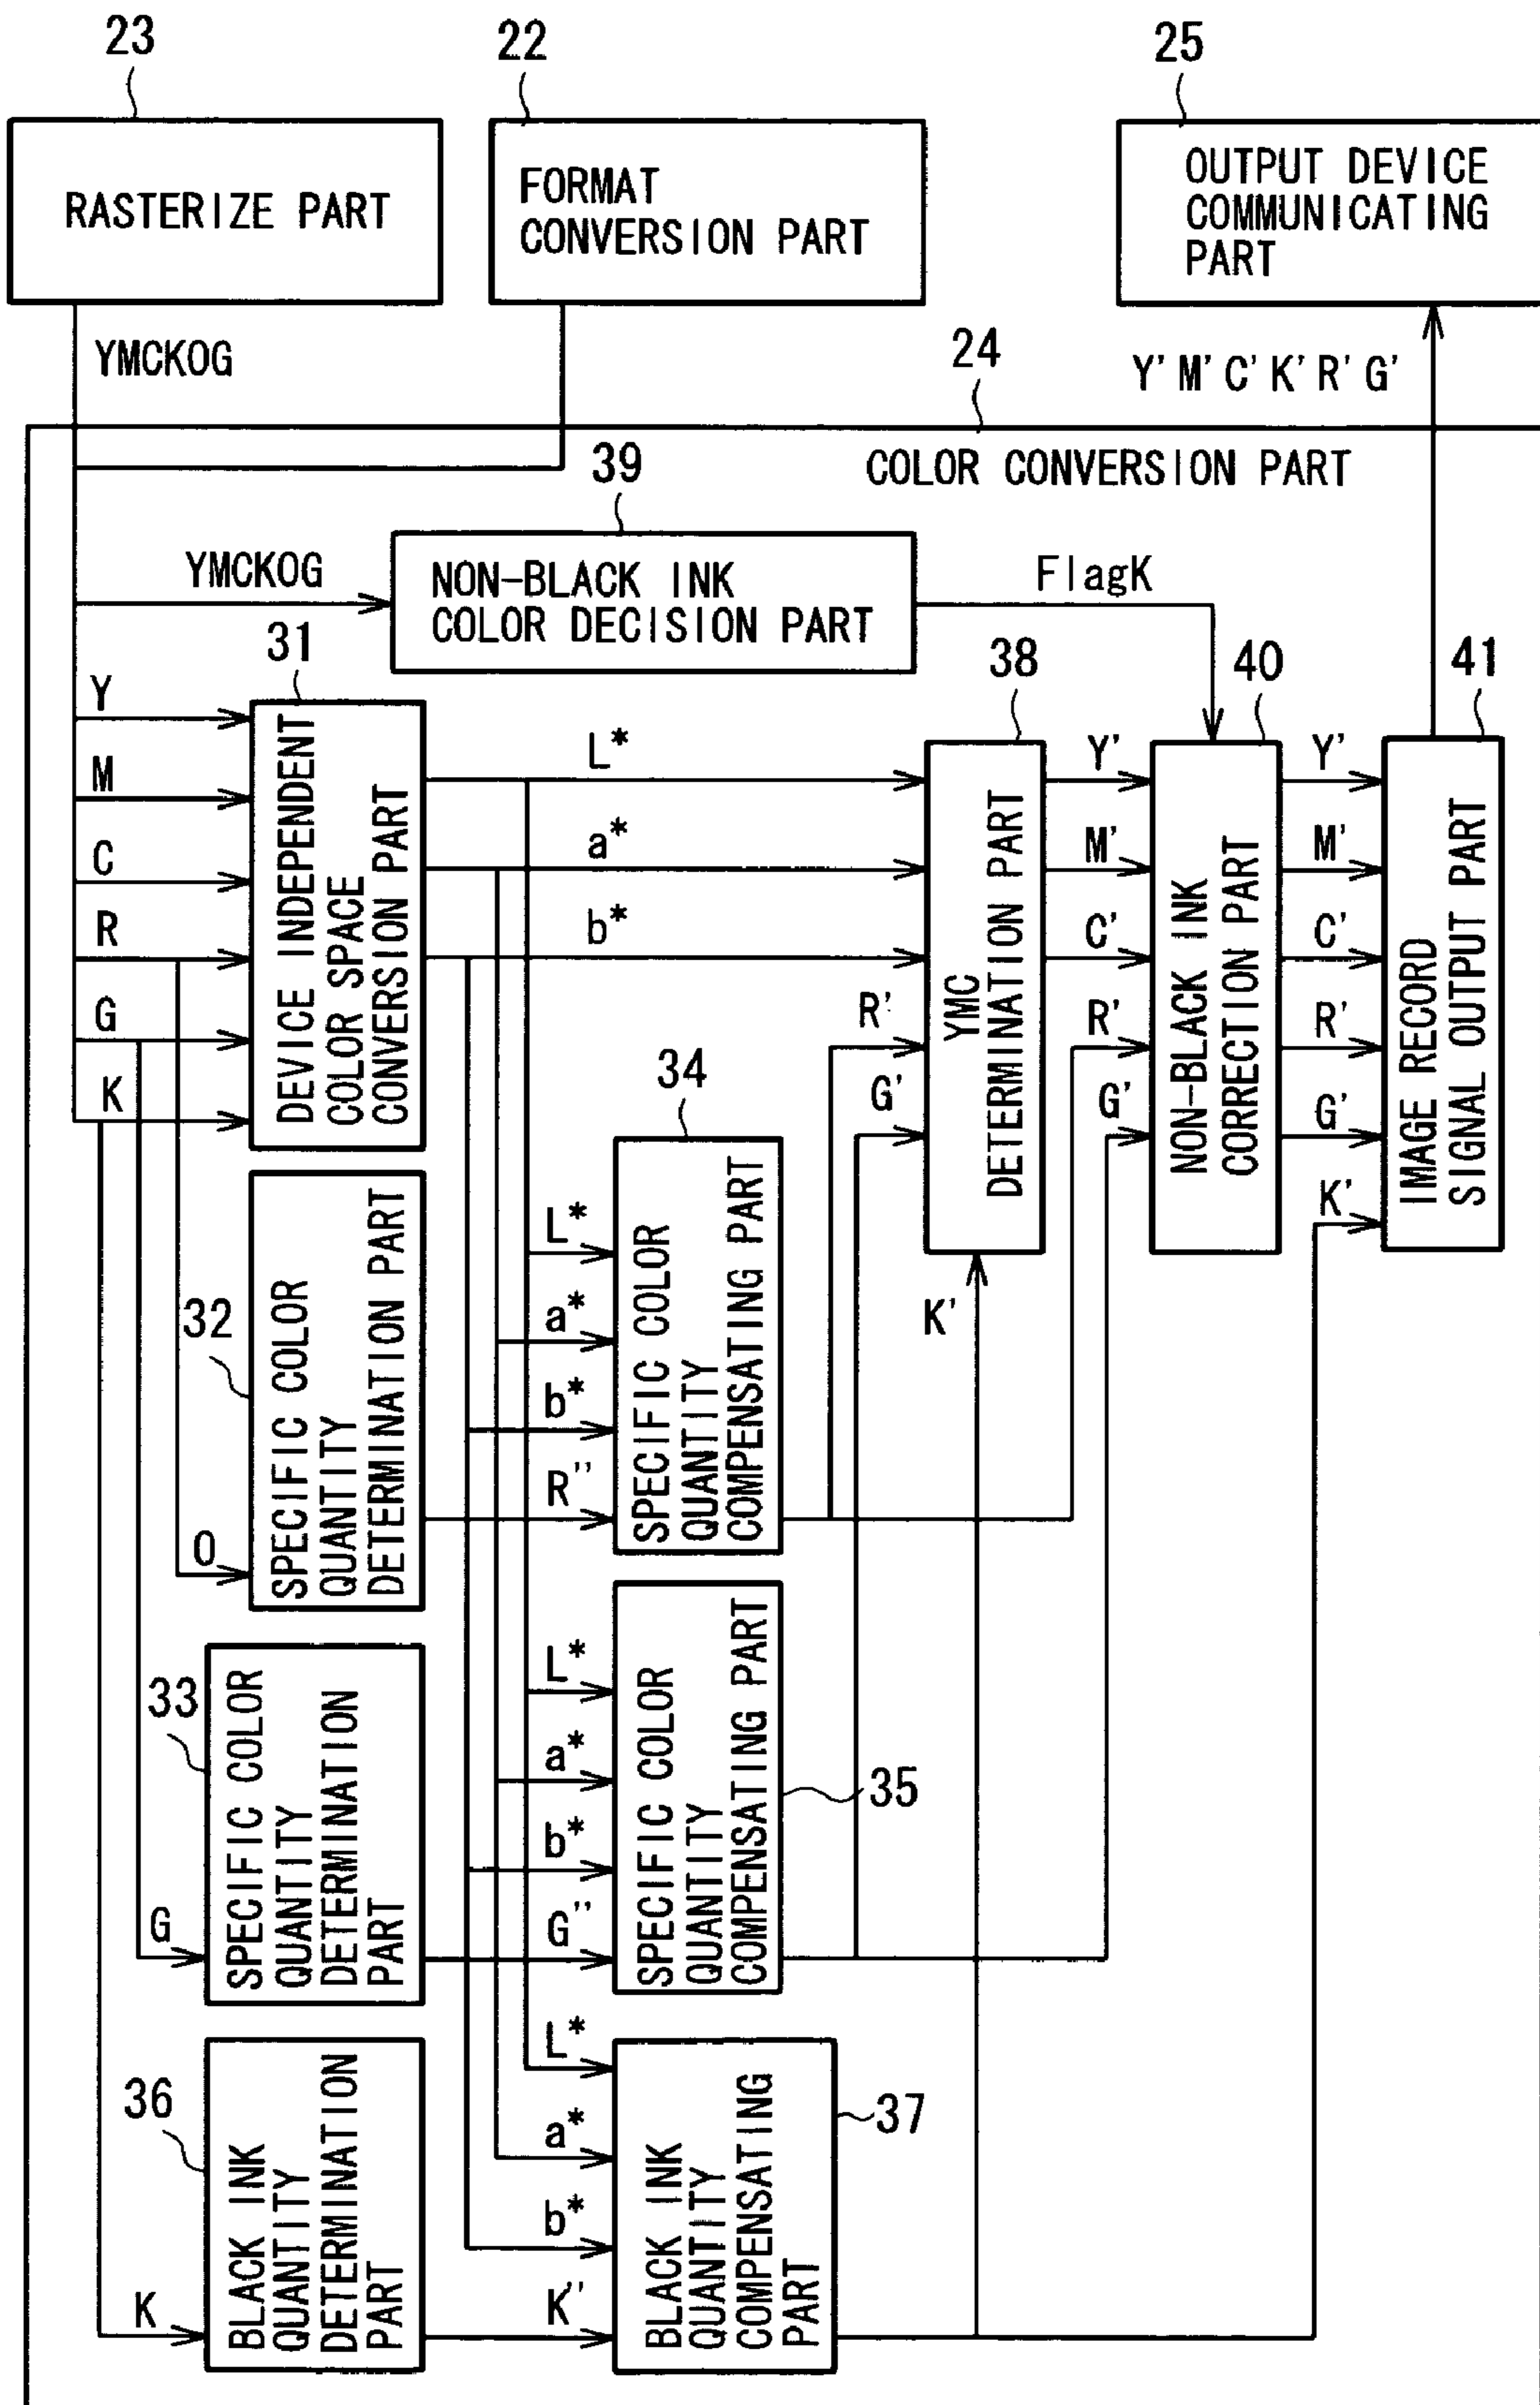 23
22
25
RASTERIZE PART
FORMAT
CONVERSION PART
OUTPUT DEVICE
COMMUNICATING
PART
YMCKOG
24
Y' M' C' K' R' G'
COLOR CONVERSION PART
39
YMCKOG
NON-BLACK INK
COLOR DECISION PART
FlagK
31
38
40
41
Y
M
C
R
G
K
DEVICE INDEPENDENT
COLOR SPACE
CONVERSION PART
L*
a*
b*
R'
G'
YMC
DETERMINATION PART
K'
Y'
M'
C'
R'
G'
NON-BLACK INK
CORRECTION PART
Y'
M'
C'
R'
G'
K'
IMAGE RECORD
SIGNAL OUTPUT PART
32
O
SPECIFIC COLOR
QUANTITY
DETERMINATION PART
34
L*
a*
b*
R''
SPECIFIC COLOR
QUANTITY
COMPENSATING PART
33
G
SPECIFIC COLOR
QUANTITY
DETERMINATION
PART
L*
a*
b*
G''
SPECIFIC COLOR
QUANTITY
COMPENSATING PART
35
36
K
BLACK INK
QUANTITY
DETERMINATION
PART
L*
a*
b*
K''
BLACK INK
QUANTITY
COMPENSATING
PART
37